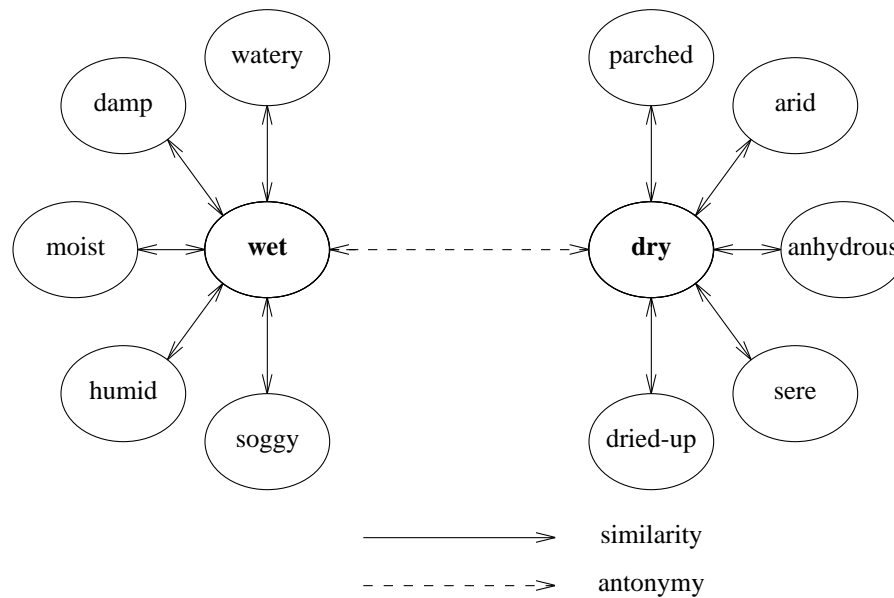 watery
parched
damp
arid
moist
wet
dry
anhydrous
humid
sere
soggy
dried-up
similarity
antonymy